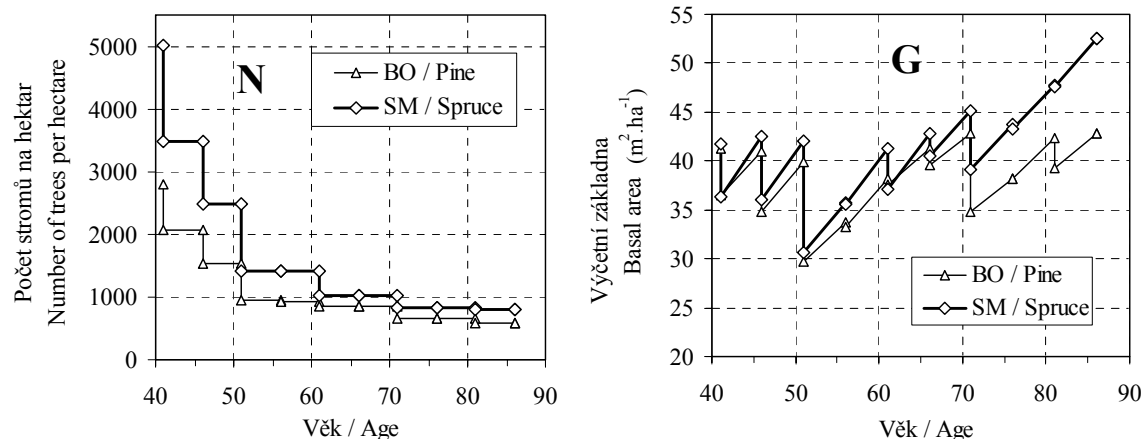 Počet stromů na hektar
Number of trees per hectare
5000
4000
3000
2000
1000
0
N
BO / Pine
SM / Spruce
40 50 60 70 80 90
Věk / Age
Výčetní základna
Basal area (m².ha⁻¹)
55
50
45
40
35
30
25
20
G
BO / Pine
SM / Spruce
40 50 60 70 80 90
Věk / Age